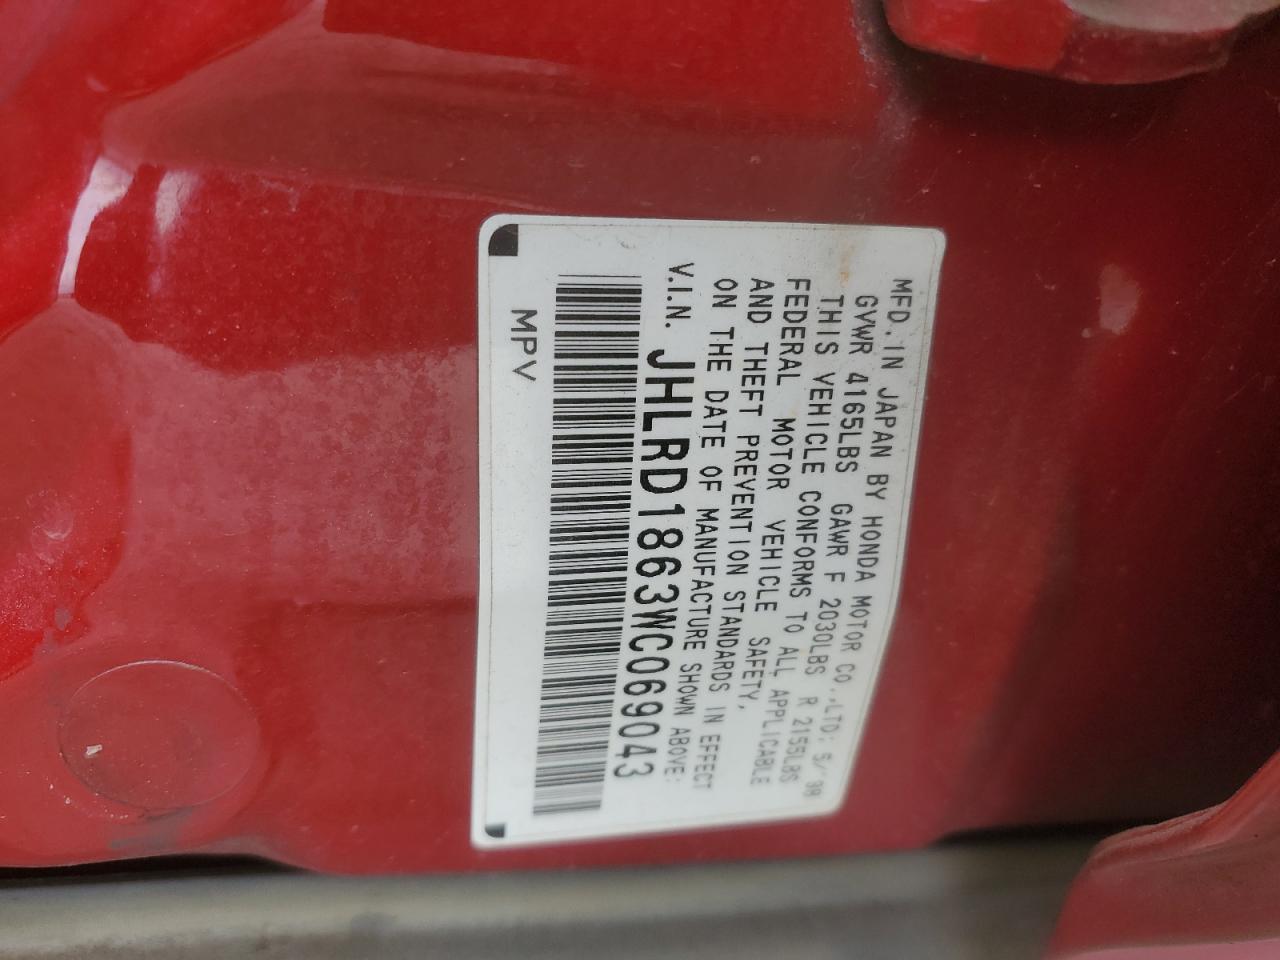 MFD.IN JAPAN BY HONDA MOTOR CO.,LTD; 5/'98
GVWR 4165LBS GAWR F 2030LBS R 2155LBS
THIS VEHICLE CONFORMS TO ALL APPLICABLE
FEDERAL MOTOR VEHICLE SAFETY,
AND THEFT PREVENTION STANDARDS IN EFFECT
ON THE DATE OF MANUFACTURE SHOWN ABOVE:
V.I.N. JHLRD1863WC069043
MPV